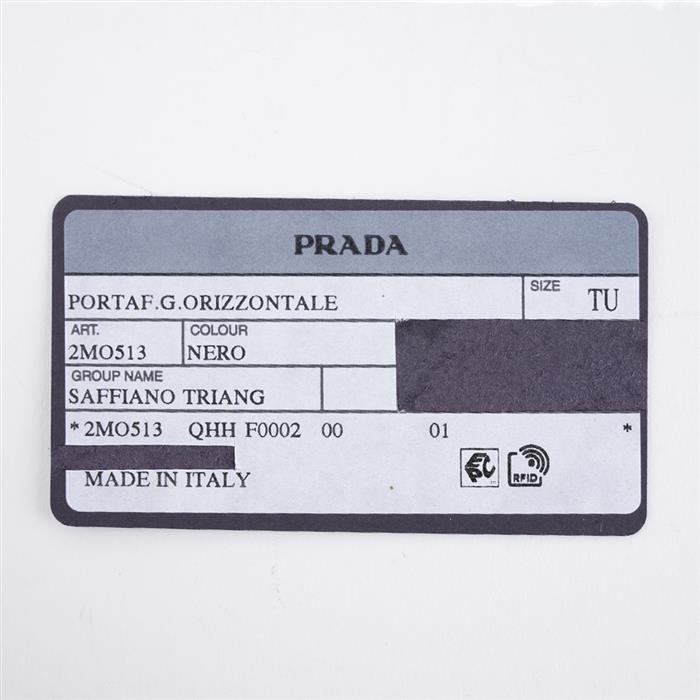 PRADA
PORTAF.G.ORIZZONTALE
SIZE TU
ART. COLOUR
2MO513 NERO
GROUP NAME
SAFFIANO TRIANG
* 2MO513 QHH F0002 00 01 *
MADE IN ITALY
EPC RFID